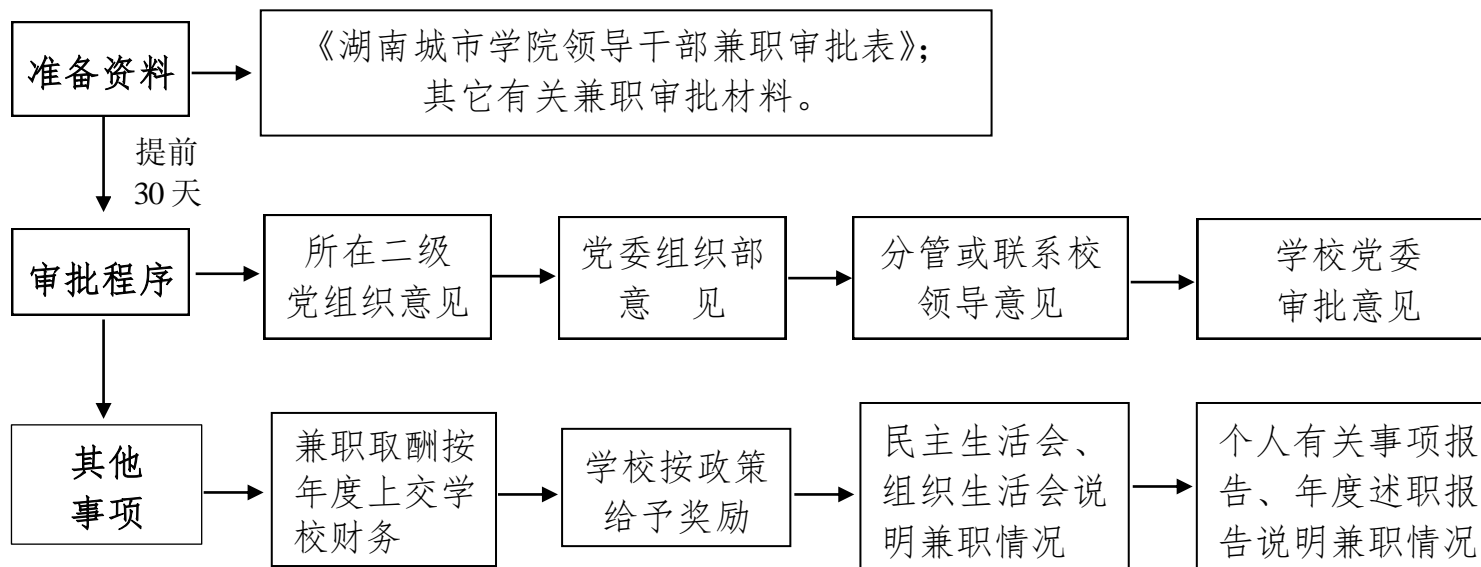 准备资料
《湖南城市学院领导干部兼职审批表》；
其它有关兼职审批材料。
提前
30天
审批程序
所在二级
党组织意见
党委组织部
意 见
分管或联系校
领导意见
学校党委
审批意见
其他
事项
兼职取酬按
年度上交学
校财务
学校按政策
给予奖励
民主生活会、
组织生活会说
明兼职情况
个人有关事项报
告、年度述职报
告说明兼职情况